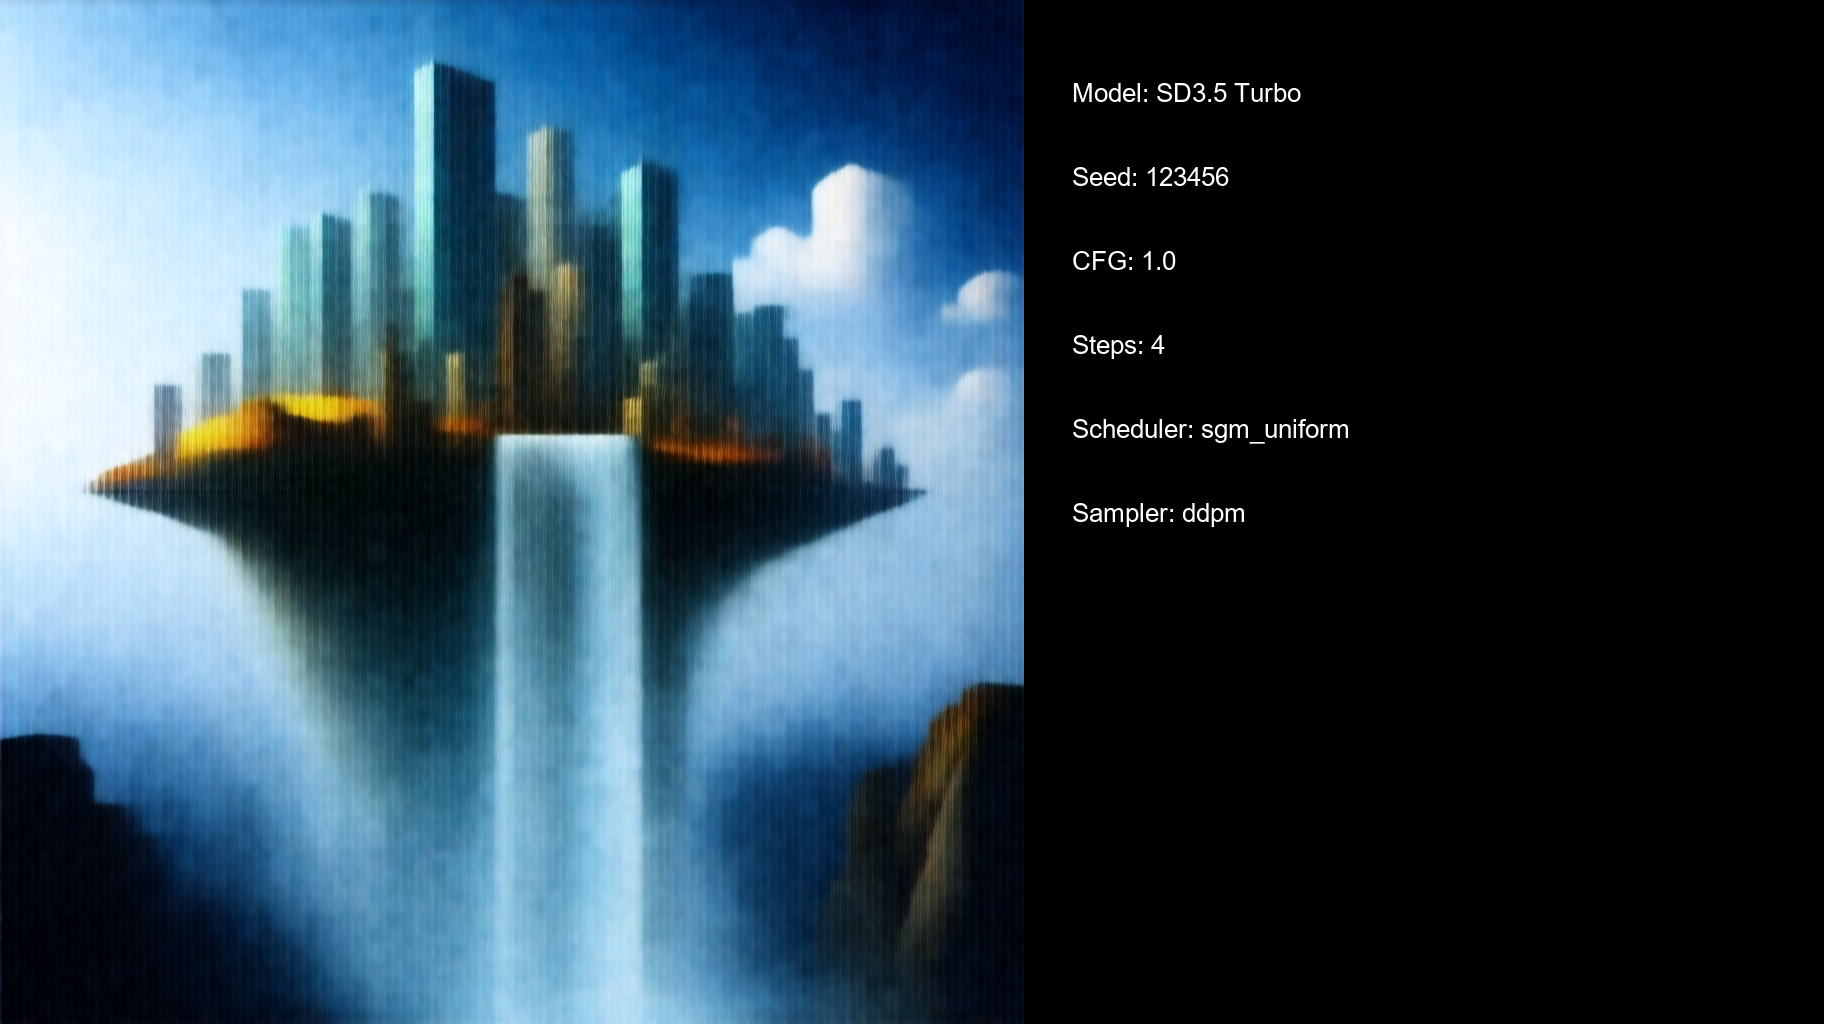 Model: SD3.5 Turbo
Seed: 123456
CFG: 1.0
Steps: 4
Scheduler: sgm_uniform
Sampler: ddpm